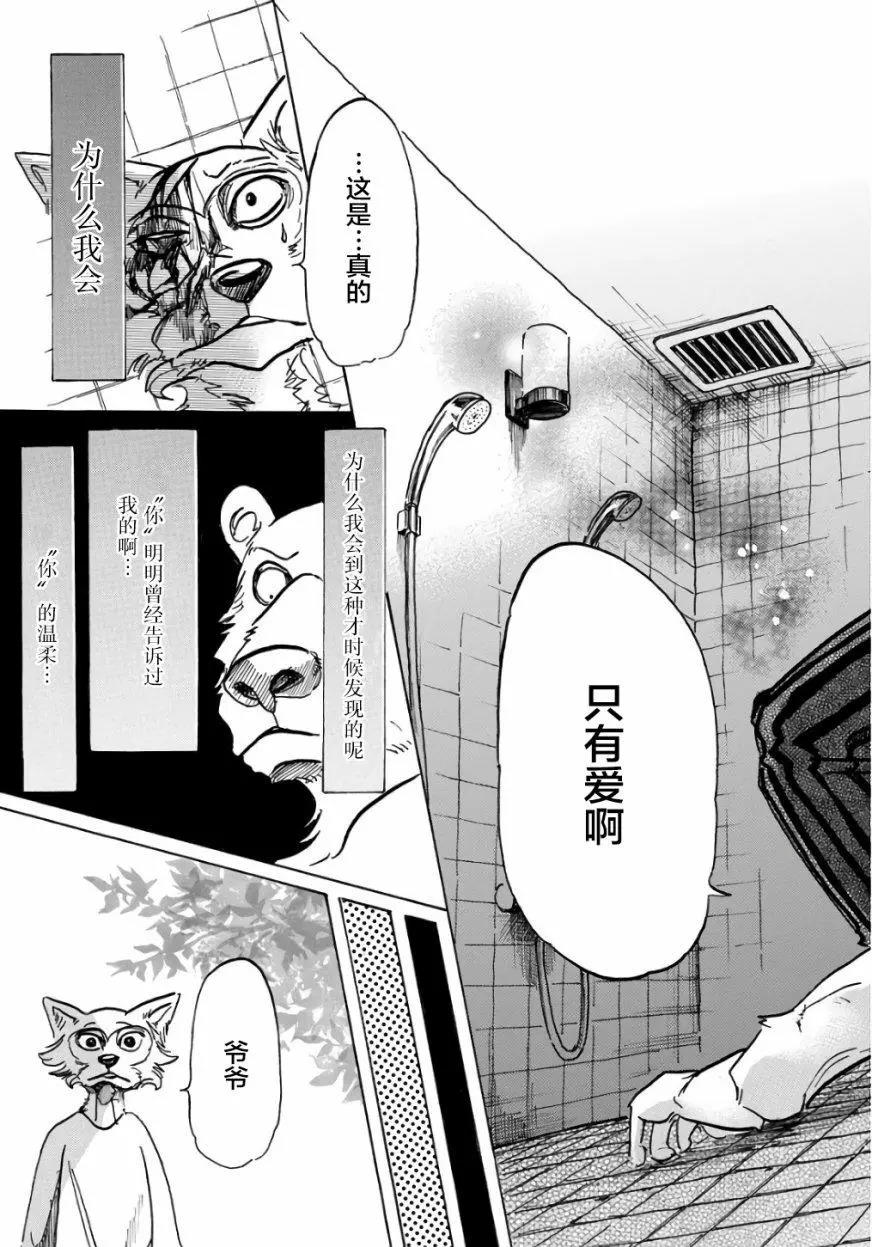 只有爱啊
…这是…真的
为什么我会
为什么我会到这种才时候发现的呢
“你”明明曾经告诉过
我的啊…
“你”的温柔…
爷爷